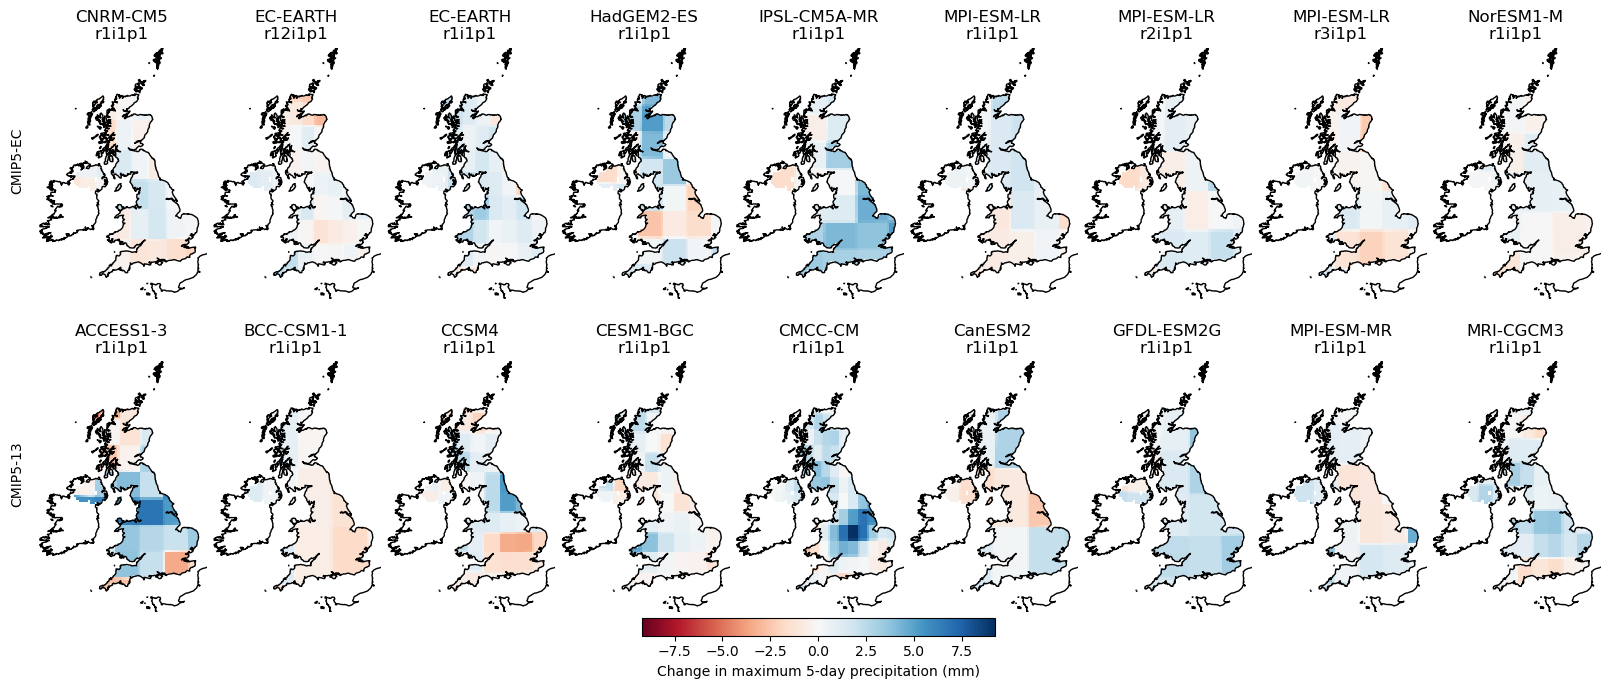 CNRM-CM5 EC-EARTH EC-EARTH HadGEM2-ES IPSL-CM5A-MR MPI-ESM-LR MPI-ESM-LR MPI-ESM-LR NorESM1-M
r1i1p1 r12i1p1 r1i1p1 r1i1p1 r1i1p1 r1i1p1 r2i1p1 r3i1p1 r1i1p1
CMIP5-EC
ACCESS1-3 BCC-CSM1-1 CCSM4 CESM1-BGC CMCC-CM CanESM2 GFDL-ESM2G MPI-ESM-MR MRI-CGCM3
r1i1p1 r1i1p1 r1i1p1 r1i1p1 r1i1p1 r1i1p1 r1i1p1 r1i1p1 r1i1p1
CMIP5-13
−7.5 −5.0 −2.5 0.0 2.5 5.0 7.5
Change in maximum 5-day precipitation (mm)